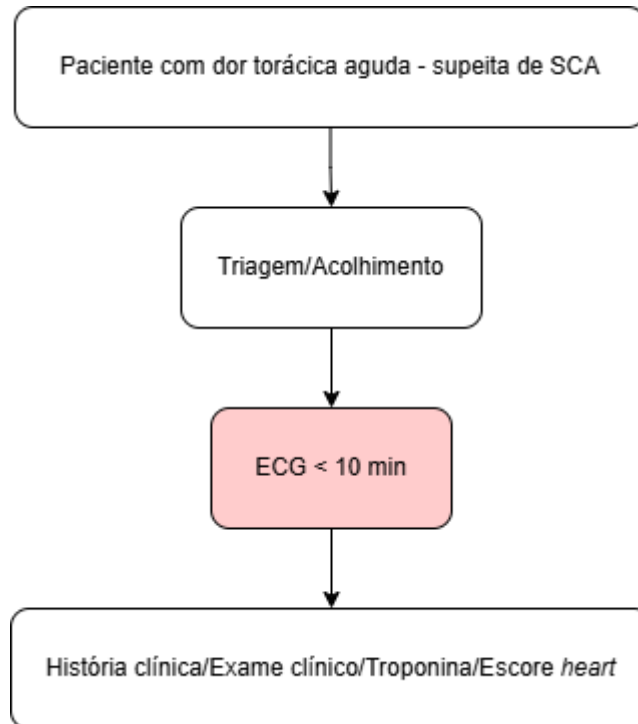 Paciente com dor torácica aguda - supeita de SCA
Triagem/Acolhimento
ECG < 10 min
História clínica/Exame clínico/Troponina/Escore heart